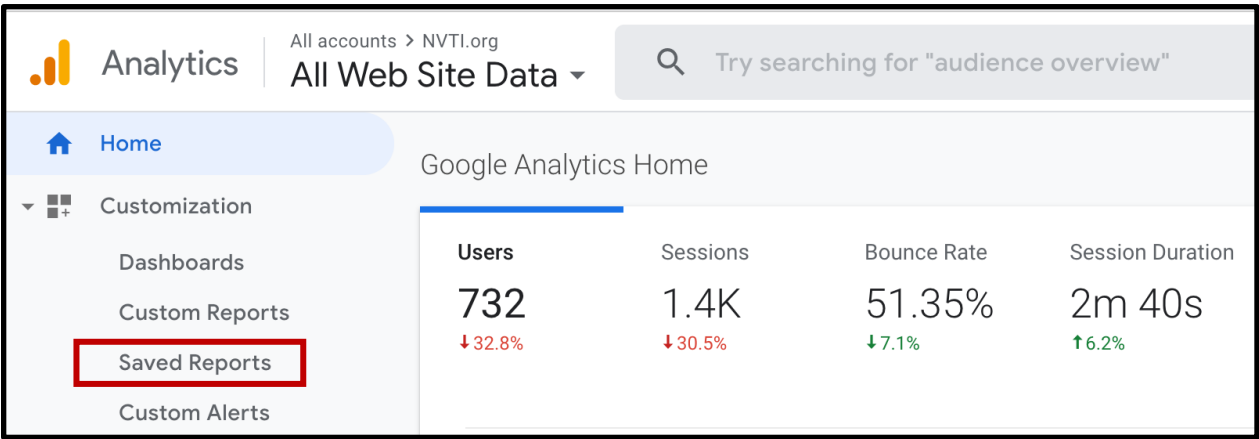 Analytics
All accounts > NVTI.org
All Web Site Data
Try searching for "audience overview"
Home
Customization
Dashboards
Custom Reports
Saved Reports
Custom Alerts
Google Analytics Home
Users
732
32.8%
Sessions
1.4K
30.5%
Bounce Rate
51.35%
7.1%
Session Duration
2m 40s
6.2%